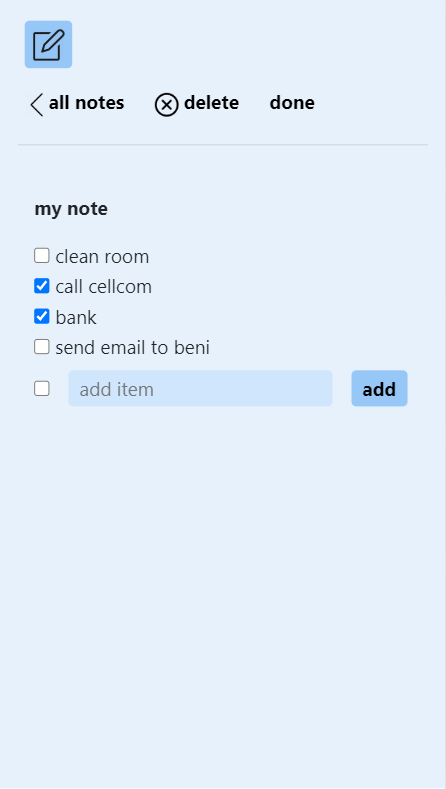 all notes delete done
my note
clean room
call cellcom
bank
send email to beni
add item add